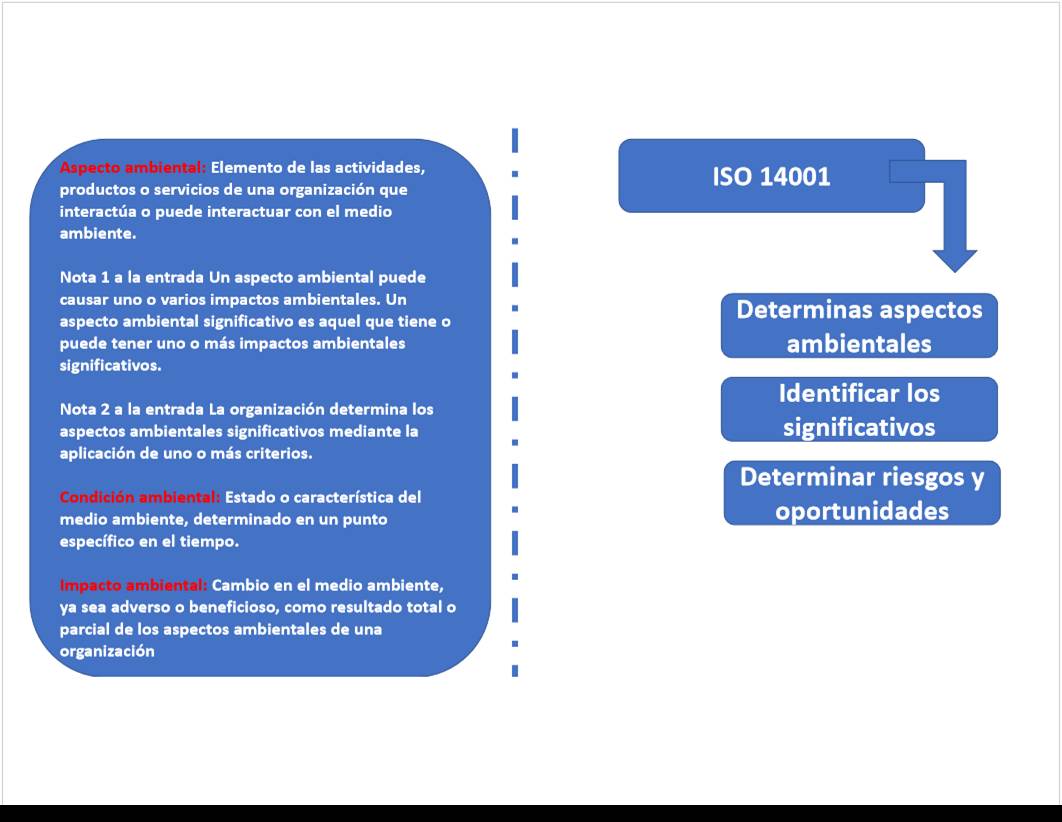 Aspecto ambiental: Elemento de las actividades,
productos o servicios de una organización que
interactúa o puede interactuar con el medio
ambiente.
Nota 1 a la entrada Un aspecto ambiental puede
causar uno o varios impactos ambientales. Un
aspecto ambiental significativo es aquel que tiene o
puede tener uno o más impactos ambientales
significativos.
Nota 2 a la entrada La organización determina los
aspectos ambientales significativos mediante la
aplicación de uno o más criterios.
Condición ambiental: Estado o característica del
medio ambiente, determinado en un punto
específico en el tiempo.
Impacto ambiental: Cambio en el medio ambiente,
ya sea adverso o beneficioso, como resultado total o
parcial de los aspectos ambientales de una
organización
ISO 14001
Determinas aspectos
ambientales
Identificar los
significativos
Determinar riesgos y
oportunidades